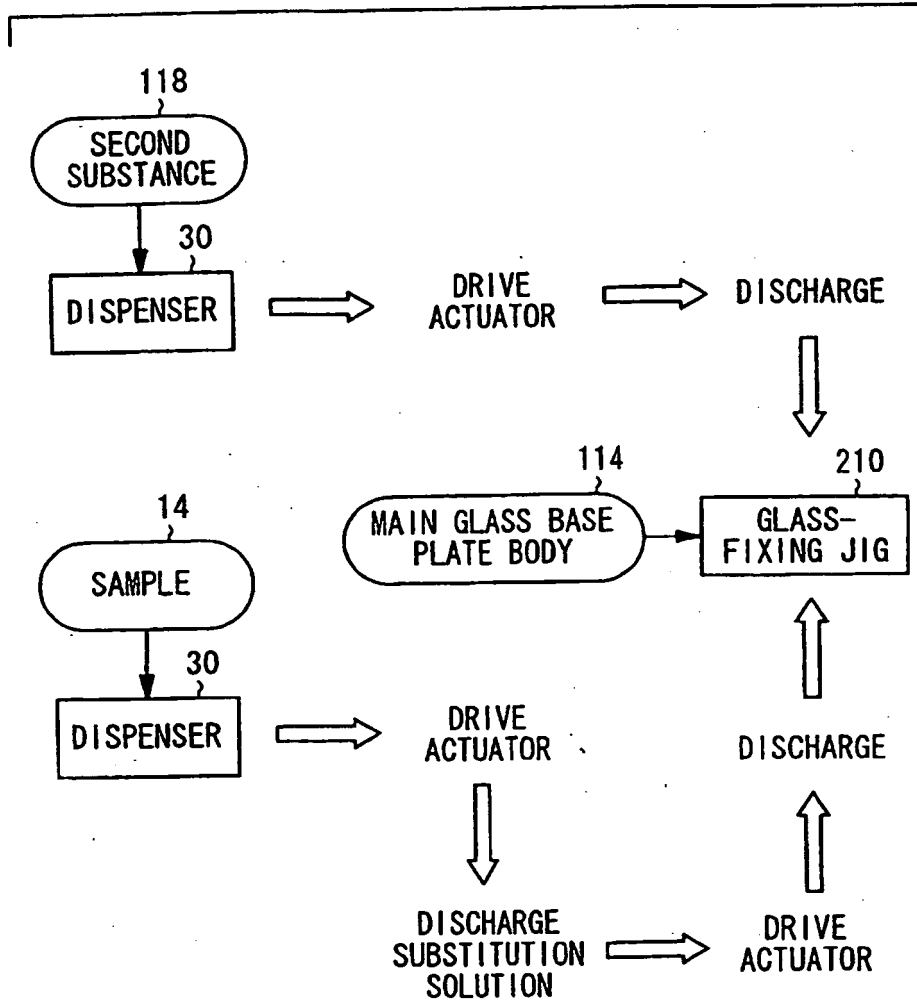 118
SECOND
SUBSTANCE
30
DISPENSER
DRIVE
ACTUATOR
DISCHARGE
114
MAIN GLASS BASE
PLATE BODY
210
GLASS-
FIXING JIG
14
SAMPLE
30
DISPENSER
DRIVE
ACTUATOR
DISCHARGE
DISCHARGE
SUBSTITUTION
SOLUTION
DRIVE
ACTUATOR